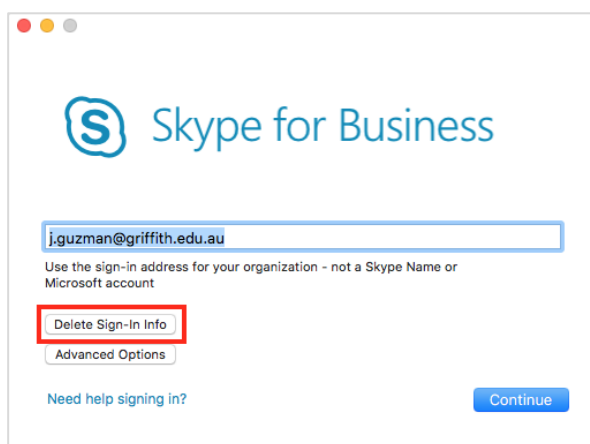 Skype for Business
j.guzman@griffith.edu.au
Use the sign-in address for your organization - not a Skype Name or
Microsoft account
Delete Sign-In Info
Advanced Options
Need help signing in?
Continue